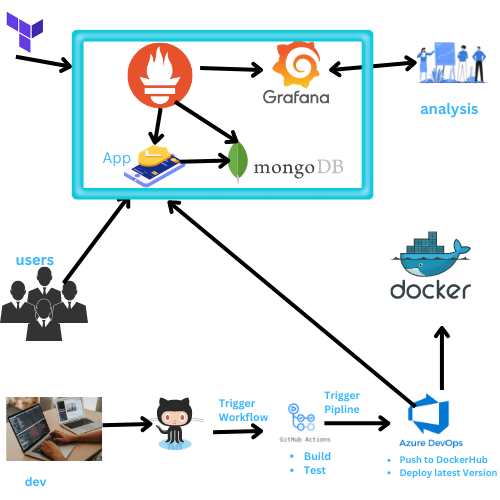 Grafana
analysis
App
mongoDB
users
docker
Trigger
Workflow
Trigger
Pipline
GitHub Actions
Azure DevOps
Build
Test
Push to DockerHub
Deploy latest Version
dev